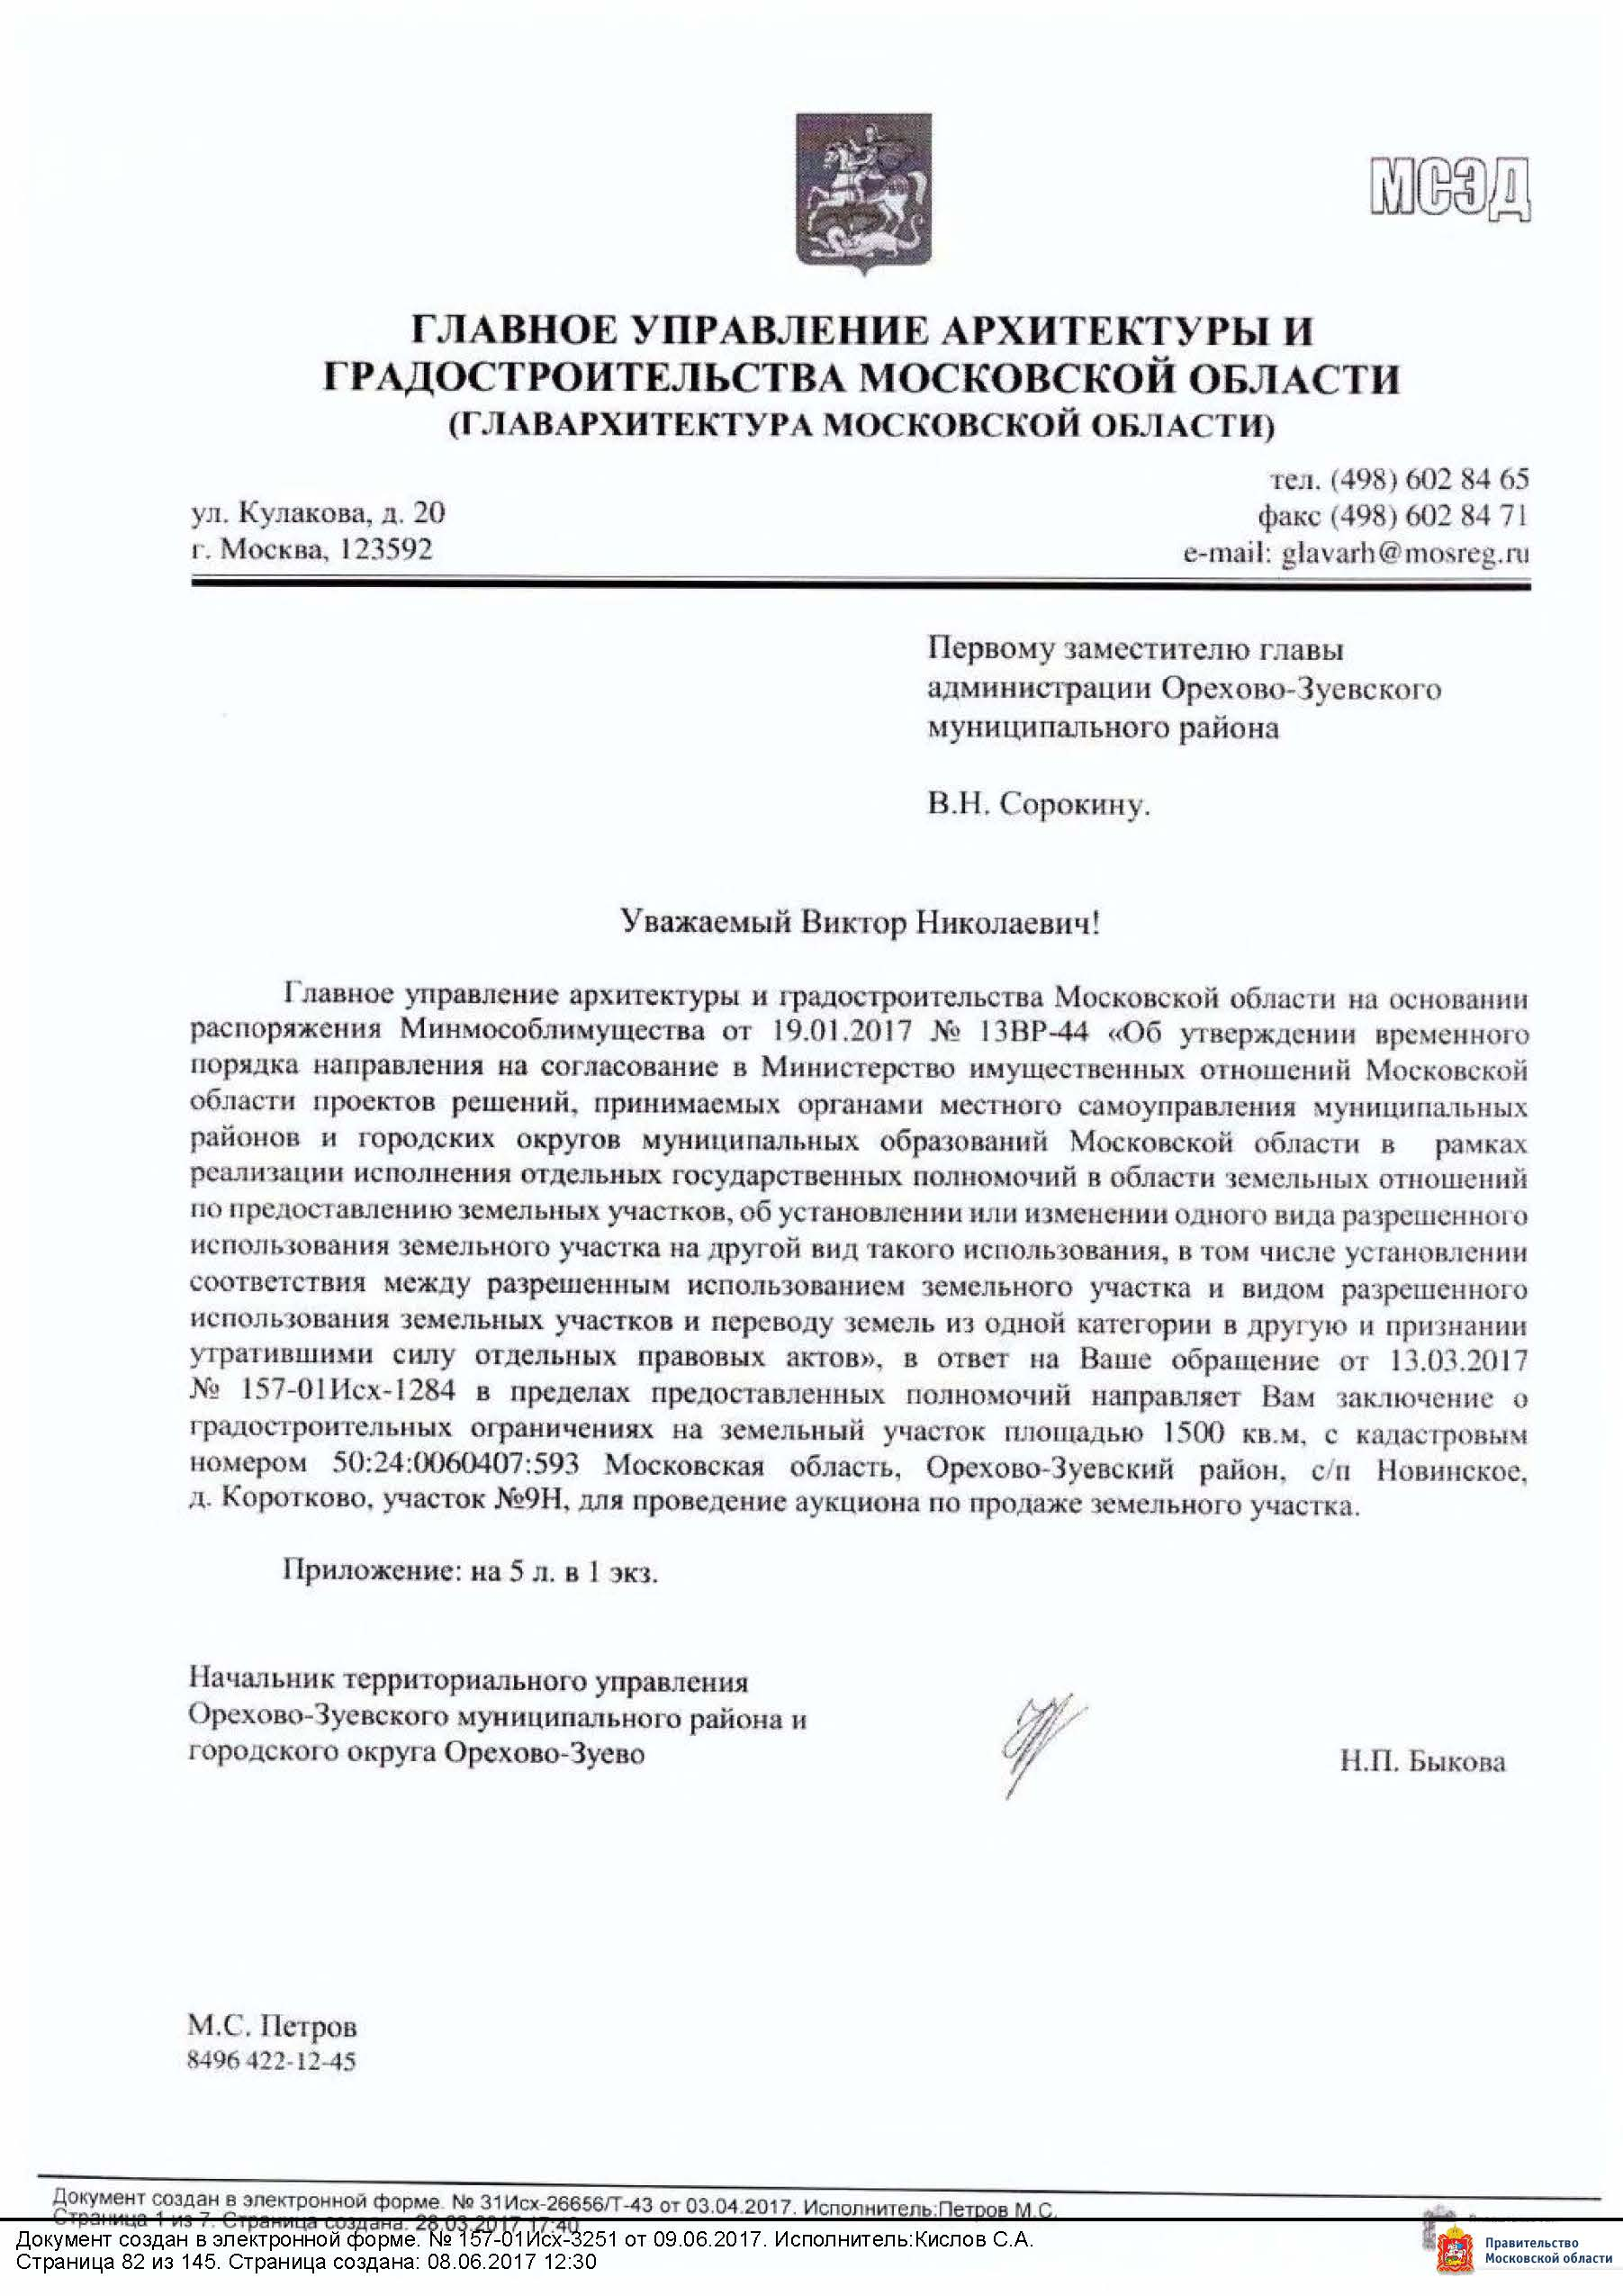 МСЭД
ГЛАВНОЕ УПРАВЛЕНИЕ АРХИТЕКТУРЫ И
ГРАДОСТРОИТЕЛЬСТВА МОСКОВСКОЙ ОБЛАСТИ
(ГЛАВАРХИТЕКТУРА МОСКОВСКОЙ ОБЛАСТИ)
тел. (498) 602 84 65
ул. Кулакова, д. 20
факс (498) 602 84 71
г. Москва, 123592
e-mail: glavarh@mosreg.ru
Первому заместителю главы
администрации Орехово-Зуевского
муниципального района
В.Н. Сорокину.
Уважаемый Виктор Николаевич!
Главное управление архитектуры и градостроительства Московской области на основании
распоряжения Минмособлимущества от 19.01.2017 № 13ВР-44 «Об утверждении временного
порядка направления на согласование в Министерство имущественных отношений Московской
области проектов решений, принимаемых органами местного самоуправления муниципальных
районов и городских округов муниципальных образований Московской области в рамках
реализации исполнения отдельных государственных полномочий в области земельных отношений
по предоставлению земельных участков, об установлении или изменении одного вида разрешенного
использования земельного участка на другой вид такого использования, в том числе установлении
соответствия между разрешенным использованием земельного участка и видом разрешенного
использования земельных участков и переводу земель из одной категории в другую и признании
утратившими силу отдельных правовых актов», в ответ на Ваше обращение от 13.03.2017
№ 157-01Исх-1284 в пределах предоставленных полномочий направляет Вам заключение о
градостроительных ограничениях на земельный участок площадью 1500 кв.м, с кадастровым
номером 50:24:0060407:593 Московская область, Орехово-Зуевский район, с/п Новинское,
д. Коротково, участок №9Н, для проведение аукциона по продаже земельного участка.
Приложение: на 5 л. в 1 экз.
Начальник территориального управления
Орехово-Зуевского муниципального района и
городского округа Орехово-Зуево
Н.П. Быкова
М.С. Петров
8496 422-12-45
Документ создан в электронной форме. № 31Исх-26656/Т-43 от 03.04.2017. Исполнитель:Петров М.С.
Страница 1 из 7. Страница создана: 28.03.2017 17:40
Документ создан в электронной форме. № 157-01Исх-3251 от 09.06.2017. Исполнитель:Кислов С.А.
Страница 82 из 145. Страница создана: 08.06.2017 12:30
Правительство
Московской области